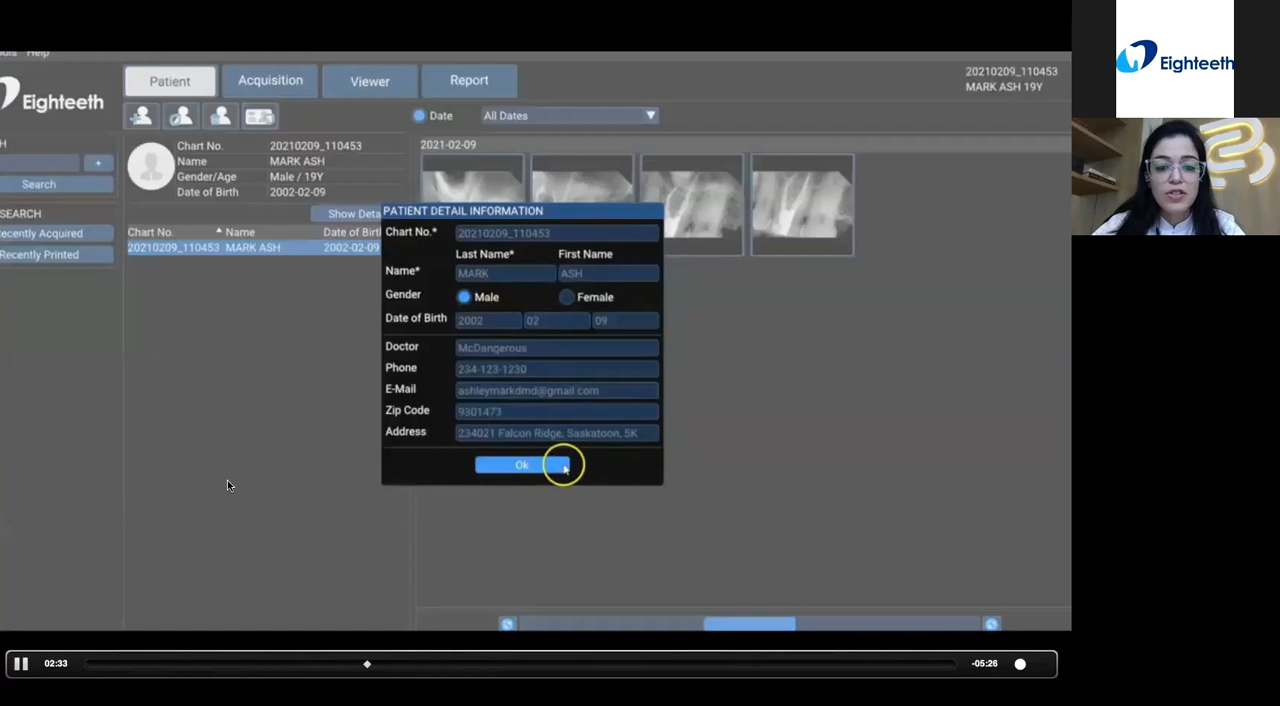 Help
Eighteeth
Patient
Acquisition
Viewer
Report
20210209_110453
MARK ASH 19Y
Date
All Dates
Chart No. 20210209_110453
Name MARK ASH
Gender/Age Male / 19Y
Date of Birth 2002-02-09
+
Search
SEARCH
Recently Acquired
Recently Printed
Show Deta
Chart No. Name Date of Birt
20210209_110453 MARK ASH 2002-02-09
2021-02-09
PATIENT DETAIL INFORMATION
Chart No.* 20210209_110453
Last Name* First Name
Name* MARK ASH
Gender Male Female
Date of Birth 2002 02 09
Doctor McDangerous
Phone 234-123-1230
E-Mail ashleymarkdmd@gmail.com
Zip Code 9301473
Address 234021 Falcon Ridge, Saskatoon, SK
Ok
Eighteeth
02:33
-05:26